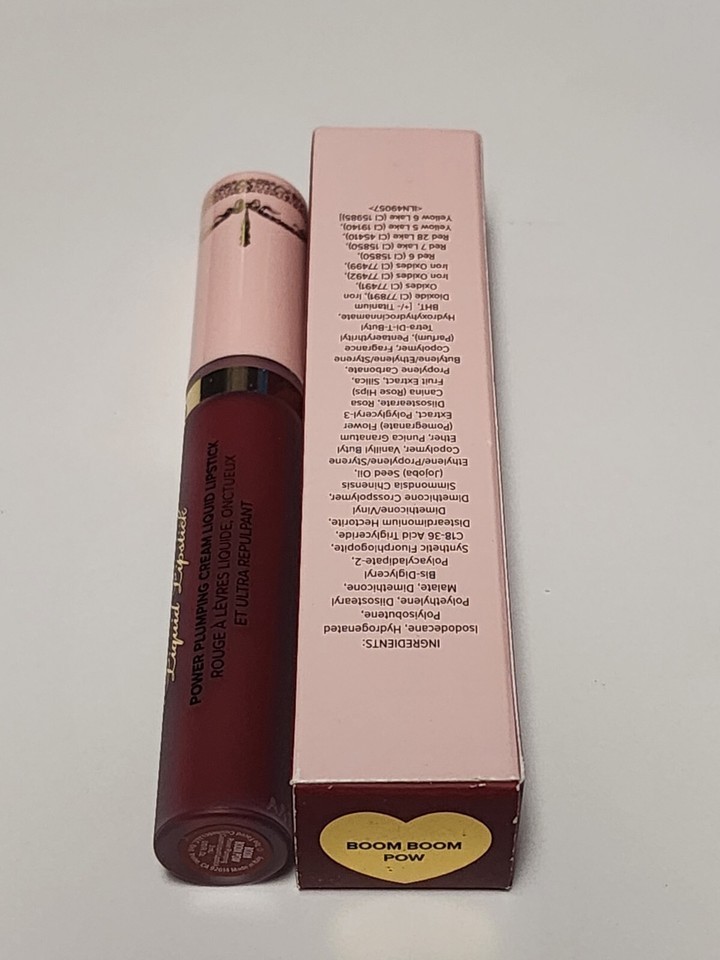 Liquid Lipstick
POWER PLUMPING CREAM LIQUID LIPSTICK
ROUGE À LÈVRES LIQUIDE, ONCTUEUX
ET ULTRA REPULPANT
INGREDIENTS:
Isododecane, Hydrogenated
Polyisobutene,
Polyethylene, Diisostearyl
Malate, Dimethicone,
Bis-Diglyceryl
Polyacyladipate-2,
Synthetic Fluorphlogopite,
C18-36 Acid Triglyceride,
Disteardimonium Hectorite,
Dimethicone/Vinyl
Dimethicone Crosspolymer,
Simmondsia Chinensis
(Jojoba) Seed Oil,
Ethylene/Propylene/Styrene
Copolymer, Vanillyl Butyl
Ether, Punica Granatum
(Pomegranate) Flower
Extract, Polyglyceryl-3
Diisostearate, Rosa
Canina (Rose Hips)
Fruit Extract, Silica,
Propylene Carbonate,
Butylene/Ethylene/Styrene
Copolymer, Fragrance
(Parfum), Pentaerythrityl
Tetra-Di-T-Butyl
Hydroxyhydrocinnamate,
BHT, [+/- Titanium
Dioxide (CI 77891), Iron
Oxides (CI 77491),
Iron Oxides (CI 77492),
Iron Oxides (CI 77499),
Red 6 (CI 15850),
Red 7 Lake (CI 15850),
Red 28 Lake (CI 45410),
Yellow 5 Lake (CI 19140),
Yellow 6 Lake (CI 15985)]
<ILN49057>
BOOM BOOM
POW